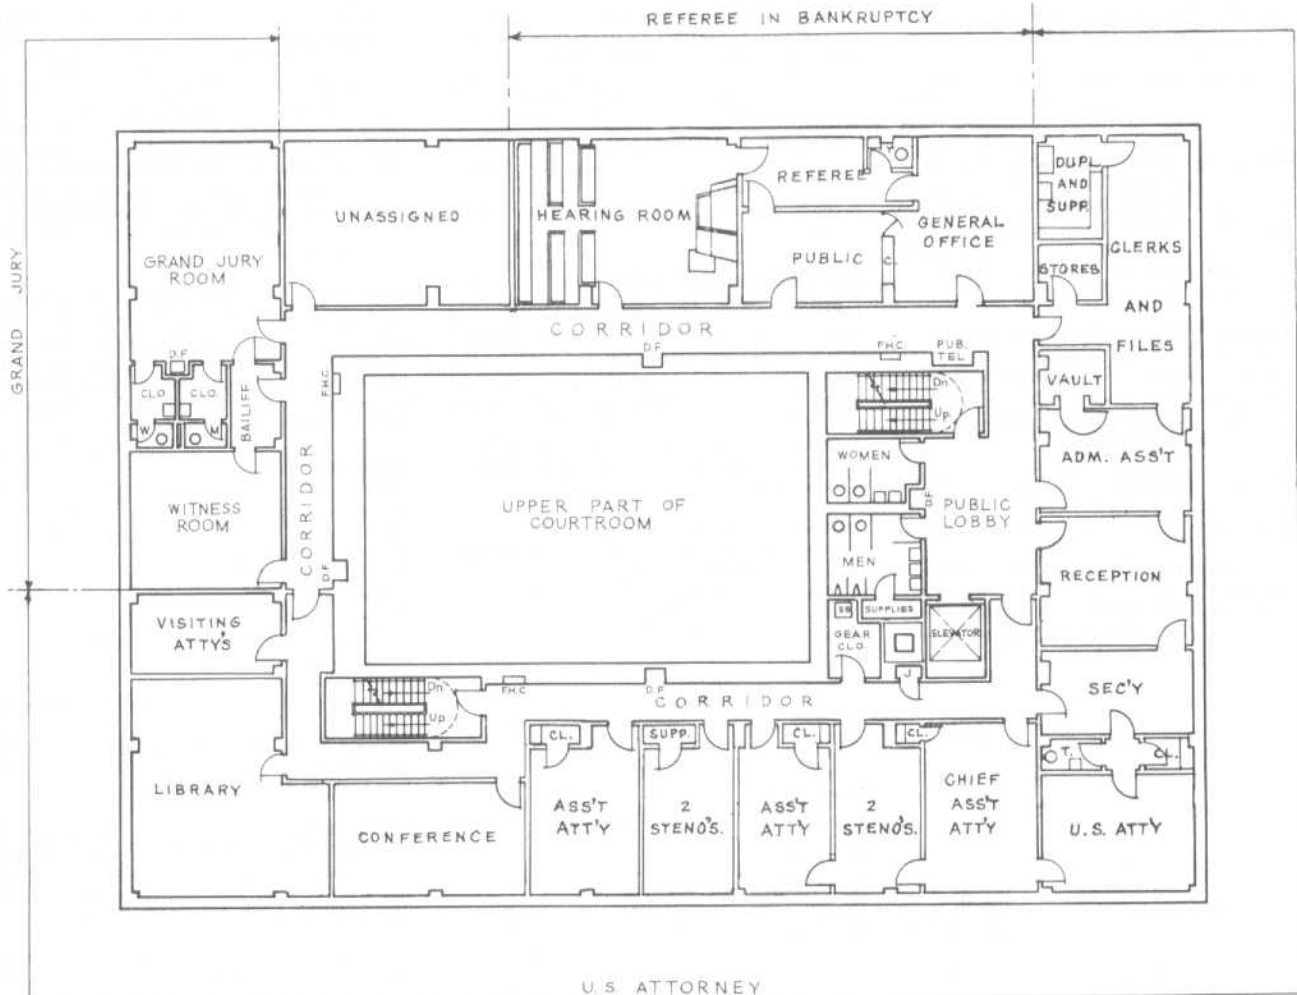 REFEREE IN BANKRUPTCY
GRAND JURY
GRAND JURY
ROOM
UNASSIGNED
HEARING ROOM
REFEREE
T
PUBLIC
C.
GENERAL
OFFICE
DUPL.
AND
SUPP.
STORES
CLERKS
AND
FILES
VAULT
CORRIDOR
D.F.
F.H.C.
PUB.
TEL
D.F.
CLO.
CLO.
W
M
BAILIFF
F.H.C.
CORRIDOR
D.F.
WITNESS
ROOM
UPPER PART OF
COURTROOM
Dn
Up
WOMEN
MEN
D.F.
PUBLIC
LOBBY
ADM. ASS'T
RECEPTION
SS
SUPPLIES
GEAR
CLO.
ELEVATOR
J
VISITING
ATTY'S
SEC'Y
Dn
Up
F.H.C.
D.F.
CORRIDOR
LIBRARY
CONFERENCE
CL.
ASS'T
ATT'Y
SUPP.
2
STENO'S.
CL.
ASS'T
ATT'Y
2
STENO'S.
CL.
CHIEF
ASS'T
ATT'Y
T.
CL.
U.S. ATT'Y
U.S. ATTORNEY